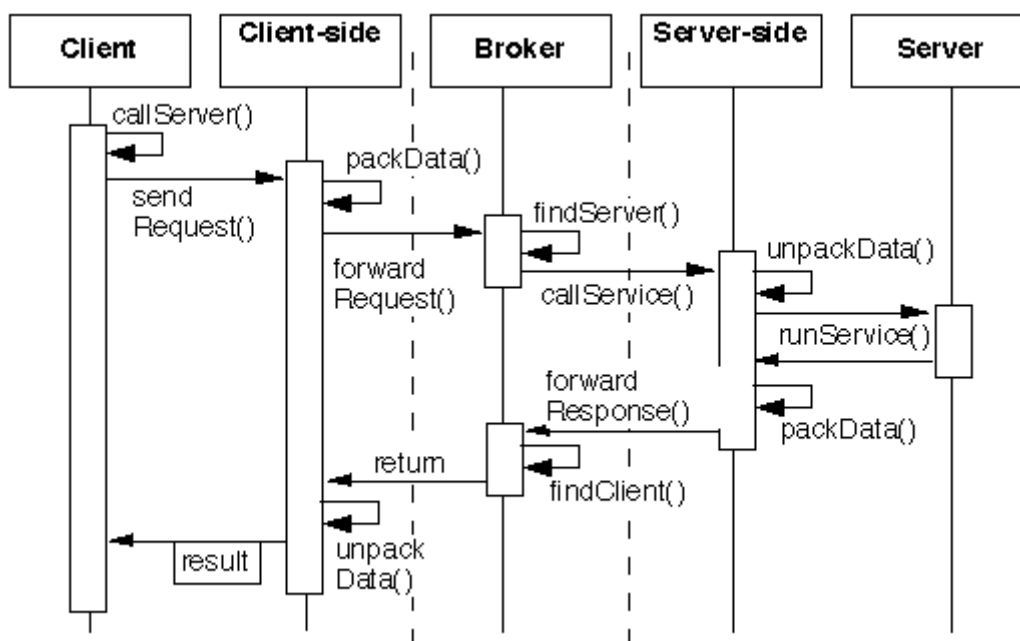 Client
Client-side
Broker
Server-side
Server
callServer()
packData()
send
Request()
findServer()
forward
Request()
callService()
unpackData()
runService()
forward
Response()
packData()
return
findClient()
unpack
Data()
result